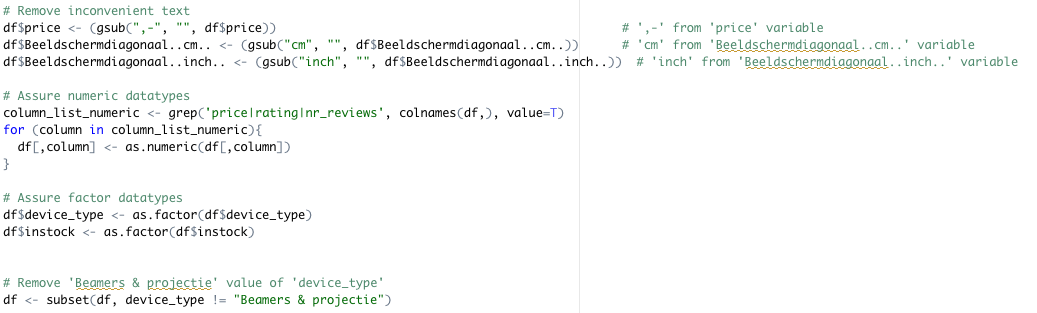 # Remove inconvenient text
df$price <- (gsub(",-", "", df$price)) # ',-' from 'price' variable
df$Beeldschermdiagonaal..cm.. <- (gsub("cm", "", df$Beeldschermdiagonaal..cm..)) # 'cm' from 'Beeldschermdiagonaal..cm..' variable
df$Beeldschermdiagonaal..inch.. <- (gsub("inch", "", df$Beeldschermdiagonaal..inch..)) # 'inch' from 'Beeldschermdiagonaal..inch..' variable
# Assure numeric datatypes
column_list_numeric <- grep('price|rating|nr_reviews', colnames(df,), value=T)
for (column in column_list_numeric){
df[,column] <- as.numeric(df[,column])
}
# Assure factor datatypes
df$device_type <- as.factor(df$device_type)
df$instock <- as.factor(df$instock)
# Remove 'Beamers & projectie' value of 'device_type'
df <- subset(df, device_type != "Beamers & projectie")